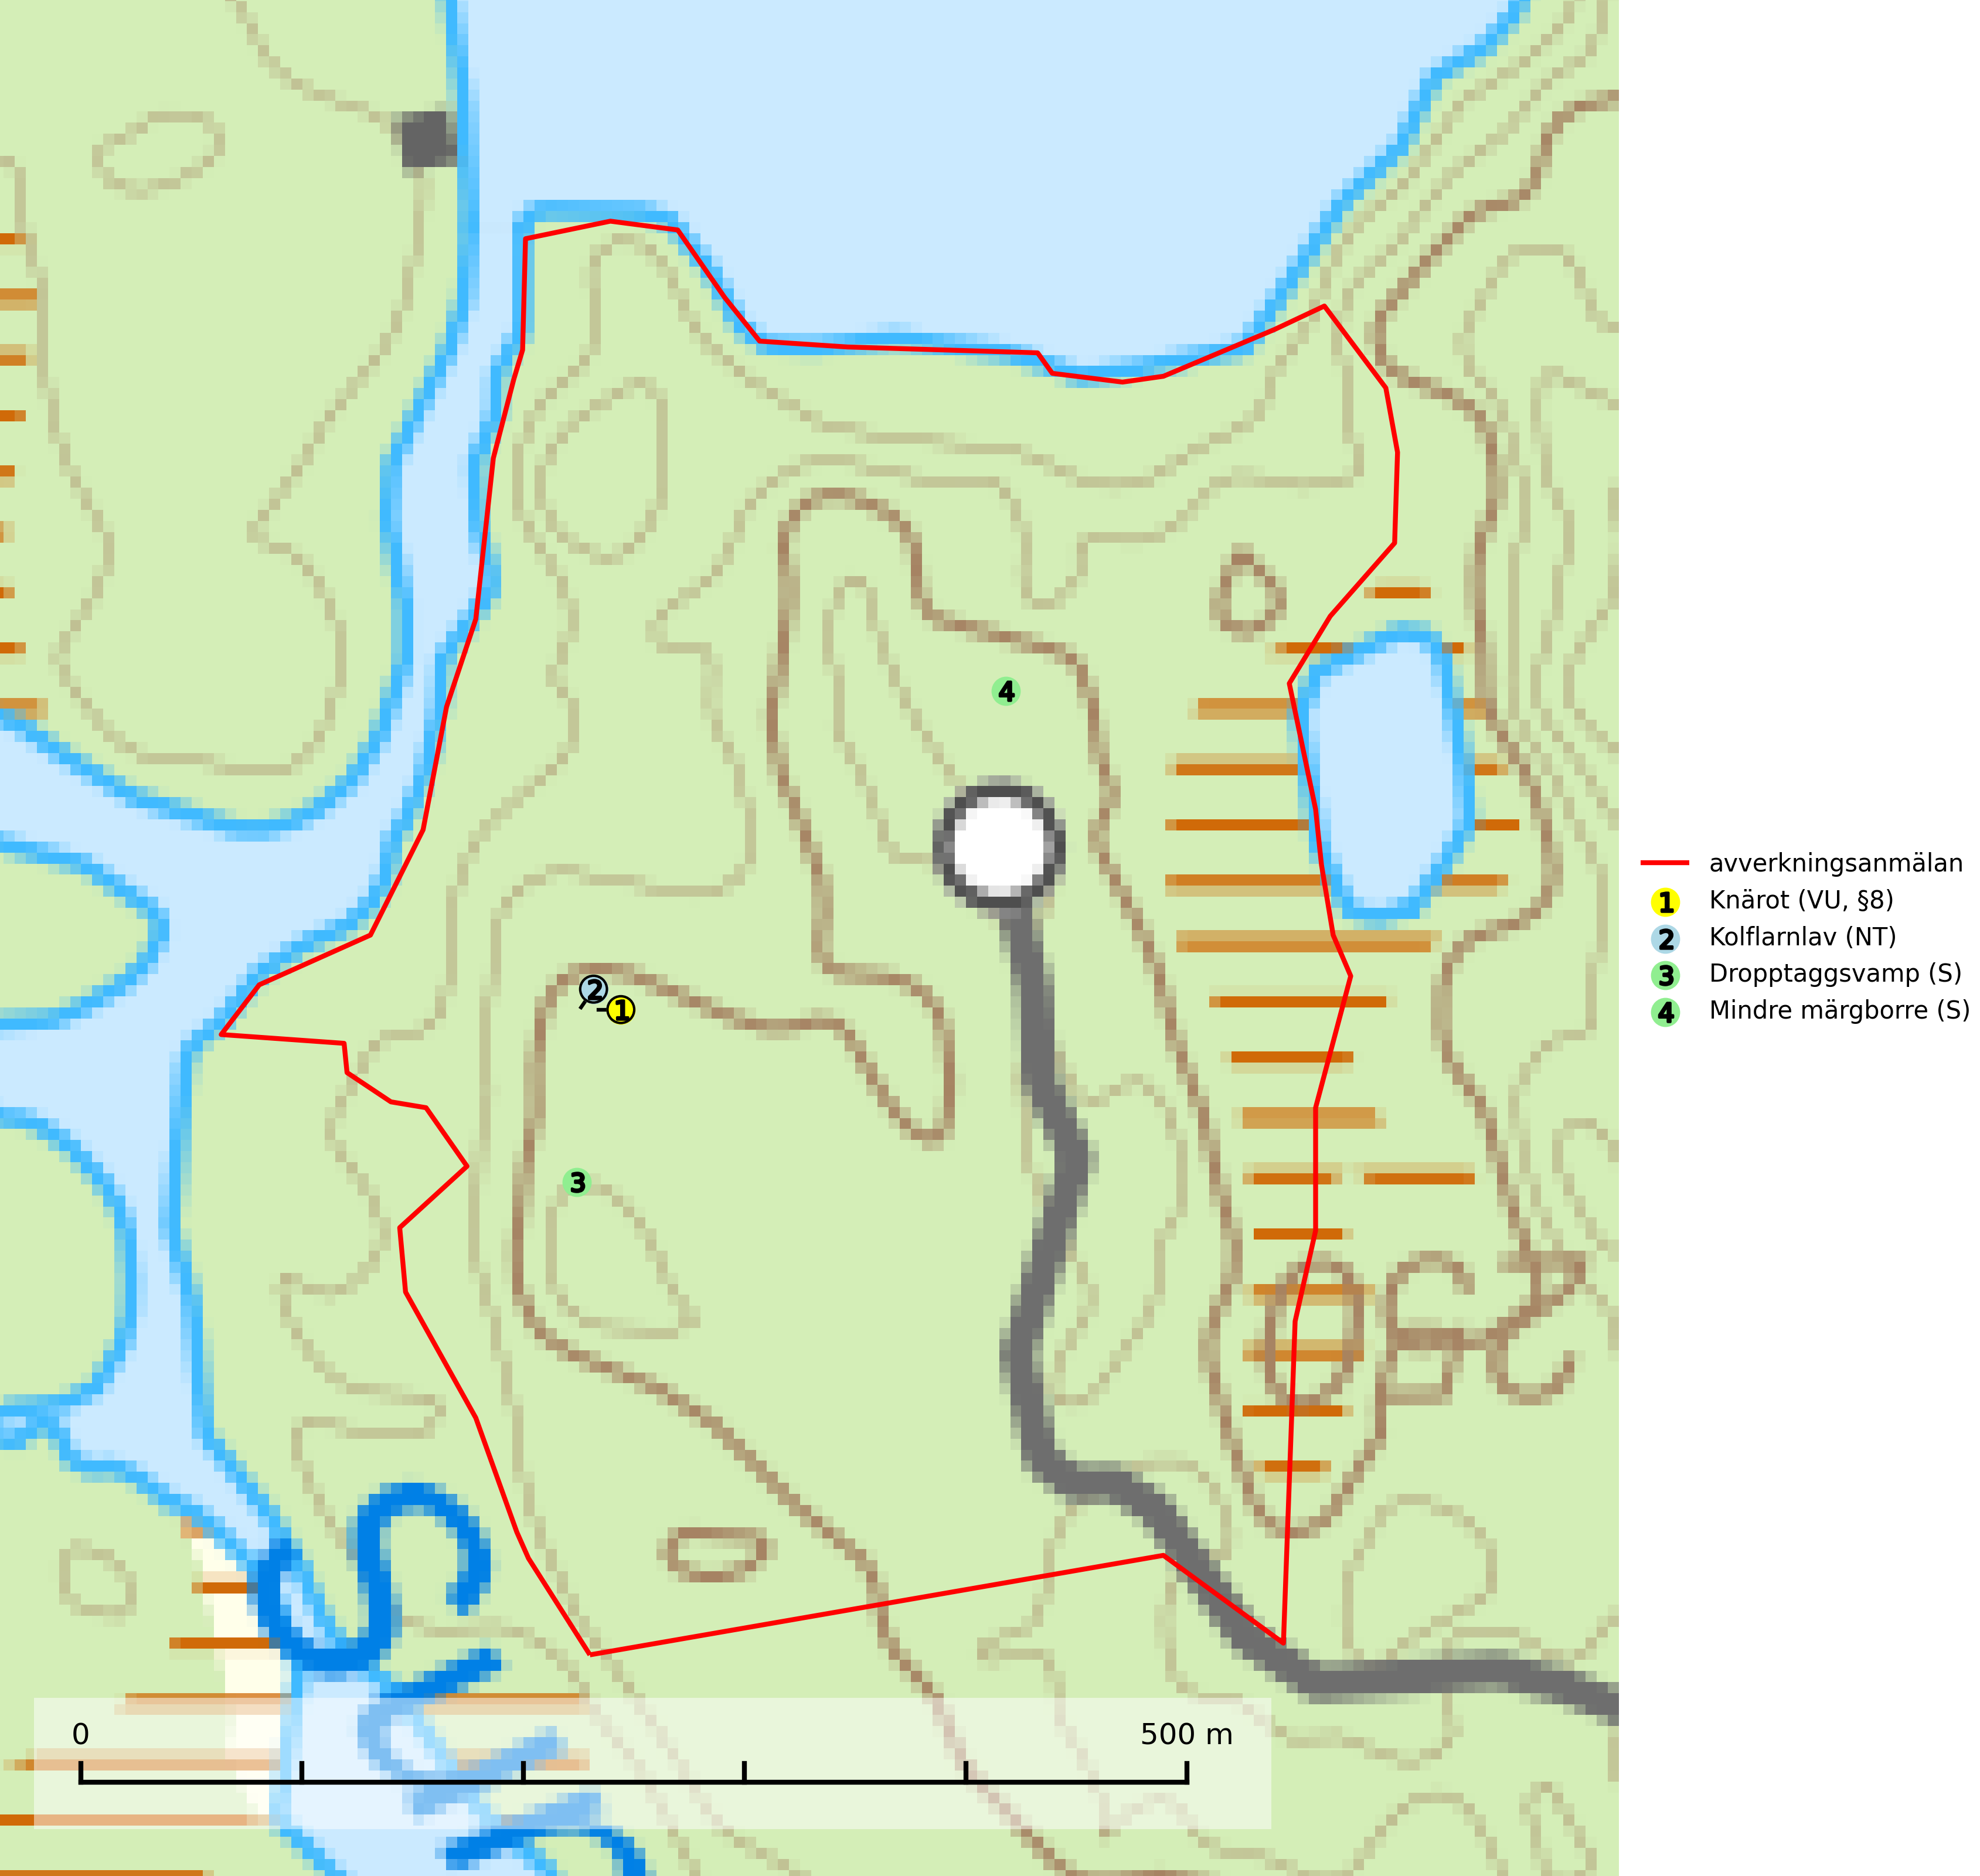 4
2
1
3
65
0
500 m
avverkningsanmälan
1 Knärot (VU, §8)
2 Kolflarnlav (NT)
3 Dropptaggsvamp (S)
4 Mindre märgborre (S)